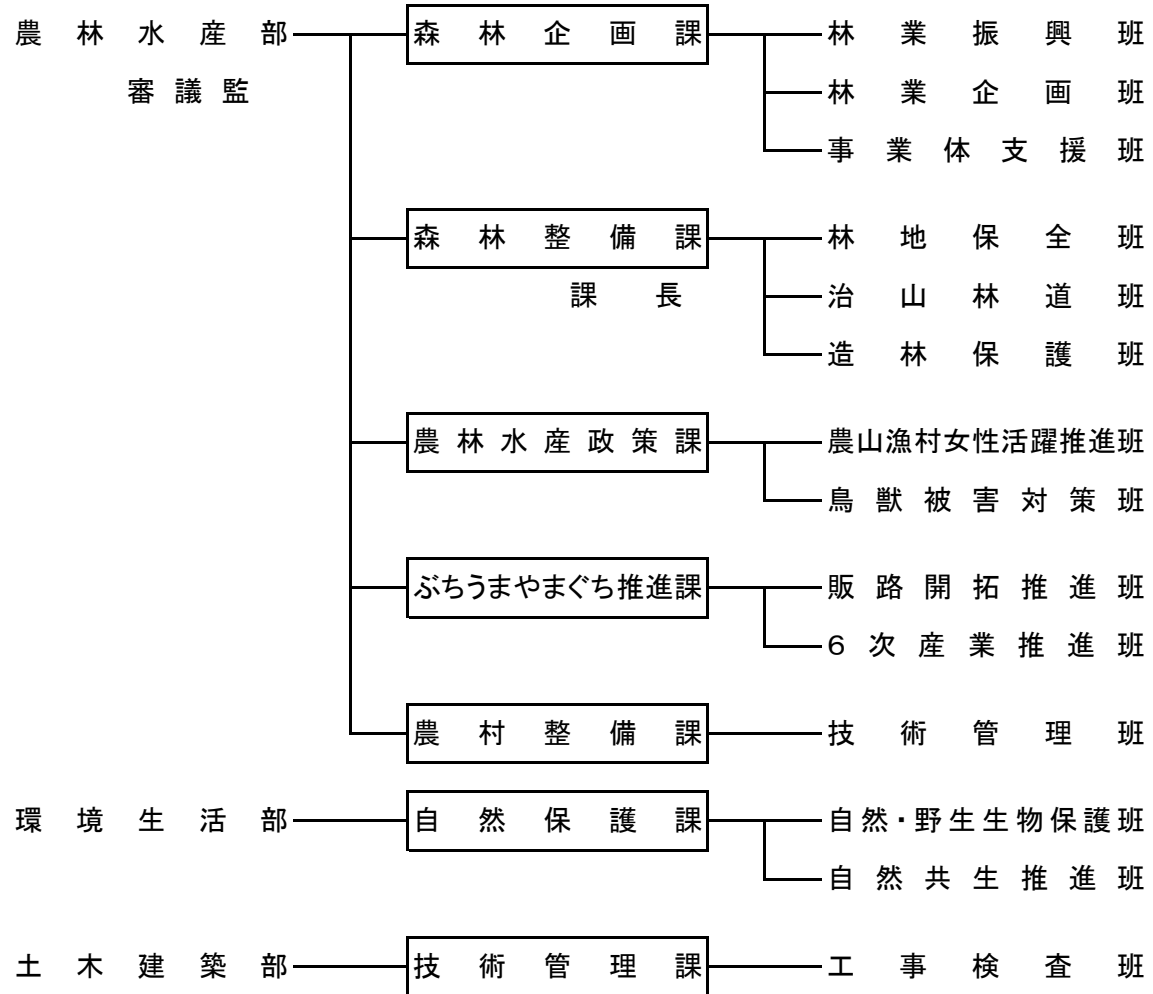 農林水産部 森林企画課 林業振興班
審議監 林業企画班
事業体支援班
森林整備課 林地保全班
課長 治山林道班
造林保護班
農林水産政策課 農山漁村女性活躍推進班
鳥獣被害対策班
ぶちうまやまぐち推進課 販路開拓推進班
6次産業推進班
農村整備課 技術管理班
環境生活部 自然保護課 自然・野生生物保護班
自然共生推進班
土木建築部 技術管理課 工事検査班